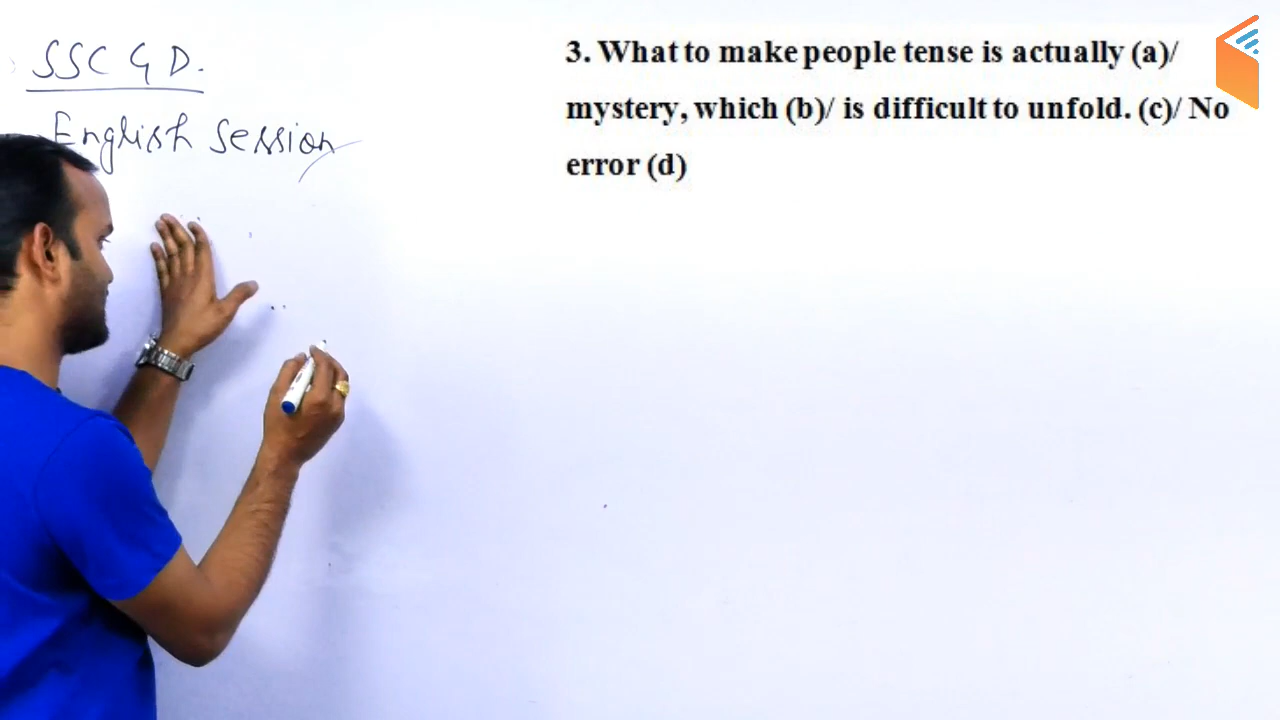 SSC G D.
English Session
3. What to make people tense is actually (a)/
mystery, which (b)/ is difficult to unfold. (c)/ No
error (d)